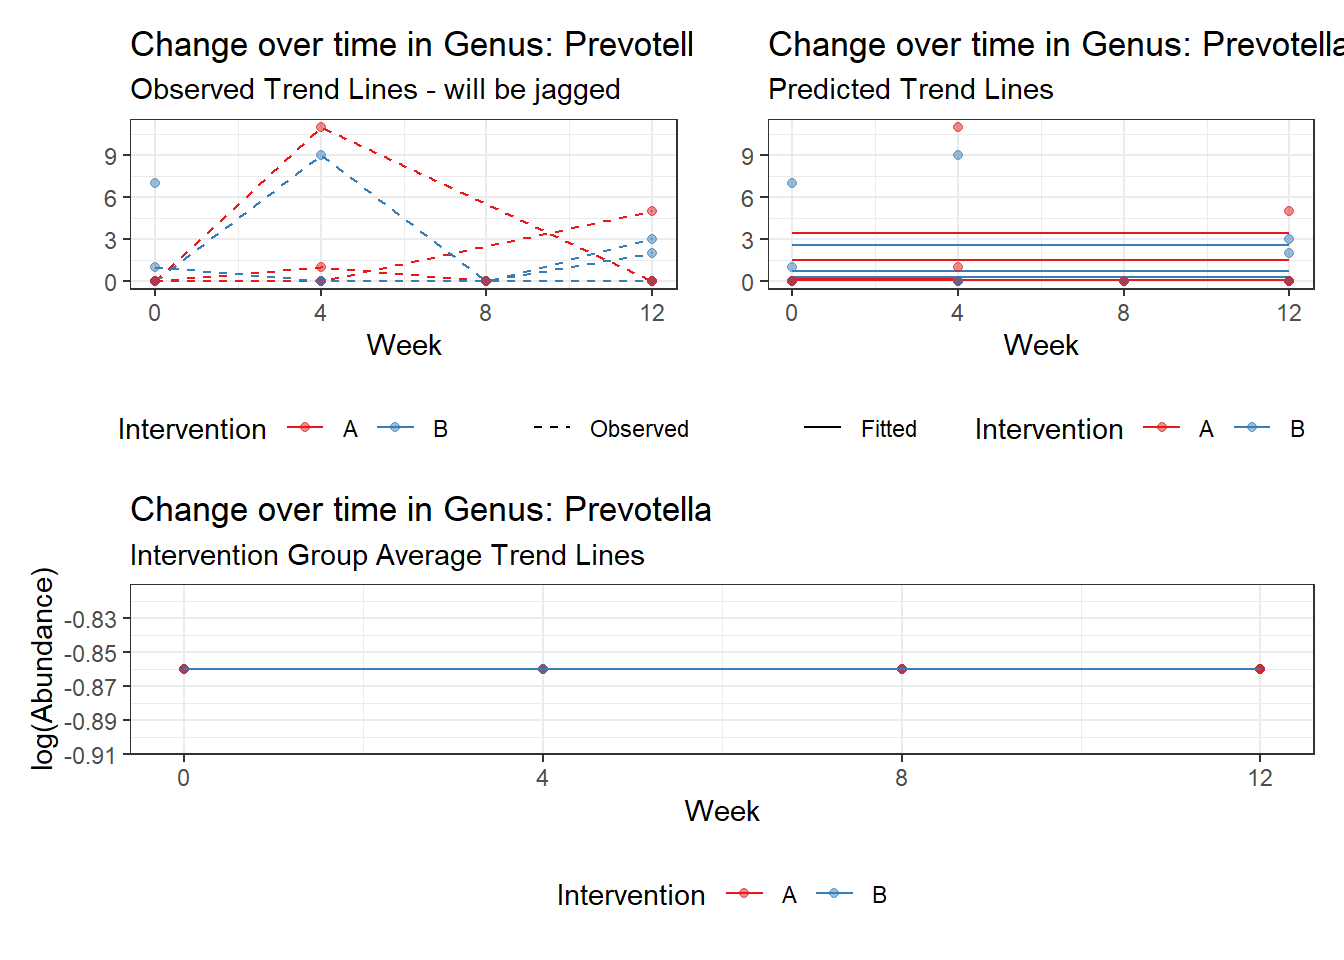 Change over time in Genus: Prevotell
Observed Trend Lines - will be jagged
9
6
3
0
0 4 8 12
Week
Intervention A B Observed
Change over time in Genus: Prevotella
Predicted Trend Lines
9
6
3
0
0 4 8 12
Week
Fitted Intervention A B
Change over time in Genus: Prevotella
Intervention Group Average Trend Lines
log(Abundance)
-0.83
-0.85
-0.87
-0.89
-0.91
0 4 8 12
Week
Intervention A B